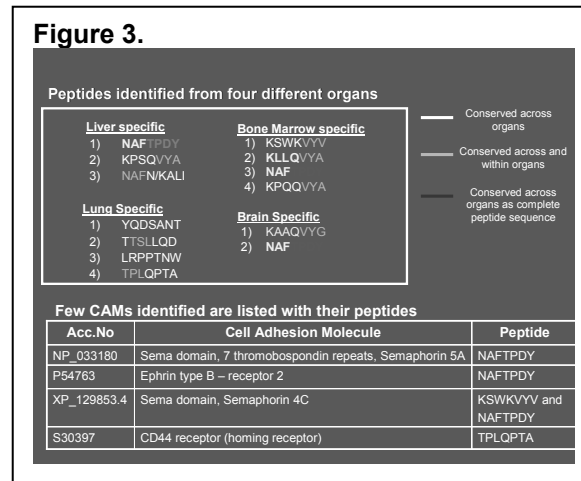 Figure 3.
Peptides identified from four different organs
Liver specific
1) NAFTPDY
2) KPSQVYA
3) NAFN/KALI
Lung Specific
1) YQDSANT
2) TTSLLQD
3) LRPPTNW
4) TPLQPTA
Bone Marrow specific
1) KSWKVYV
2) KLLQVYA
3) NAF
4) KPQQVYA
Brain Specific
1) KAAQVYG
2) NAF
Conserved across
organs
Conserved across and
within organs
Conserved across
organs as complete
peptide sequence
Few CAMs identified are listed with their peptides
Acc.No Cell Adhesion Molecule Peptide
NP_033180 Sema domain, 7 thromobospondin repeats, Semaphorin 5A NAFTPDY
P54763 Ephrin type B – receptor 2 NAFTPDY
XP_129853.4 Sema domain, Semaphorin 4C KSWKVYV and
NAFTPDY
S30397 CD44 receptor (homing receptor) TPLQPTA